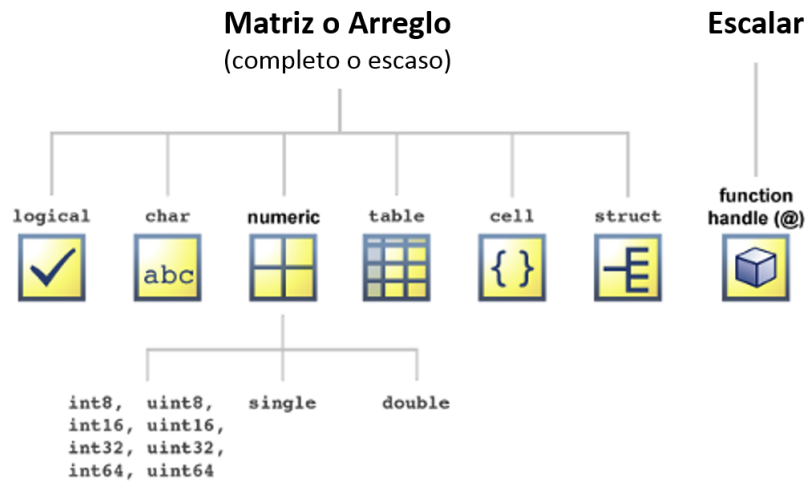 Matriz o Arreglo
(completo o escaso)
Escalar
logical
char
numeric
table
cell
struct
function
handle (@)
abc
{ }
int8, uint8,
int16, uint16,
int32, uint32,
int64, uint64
single
double